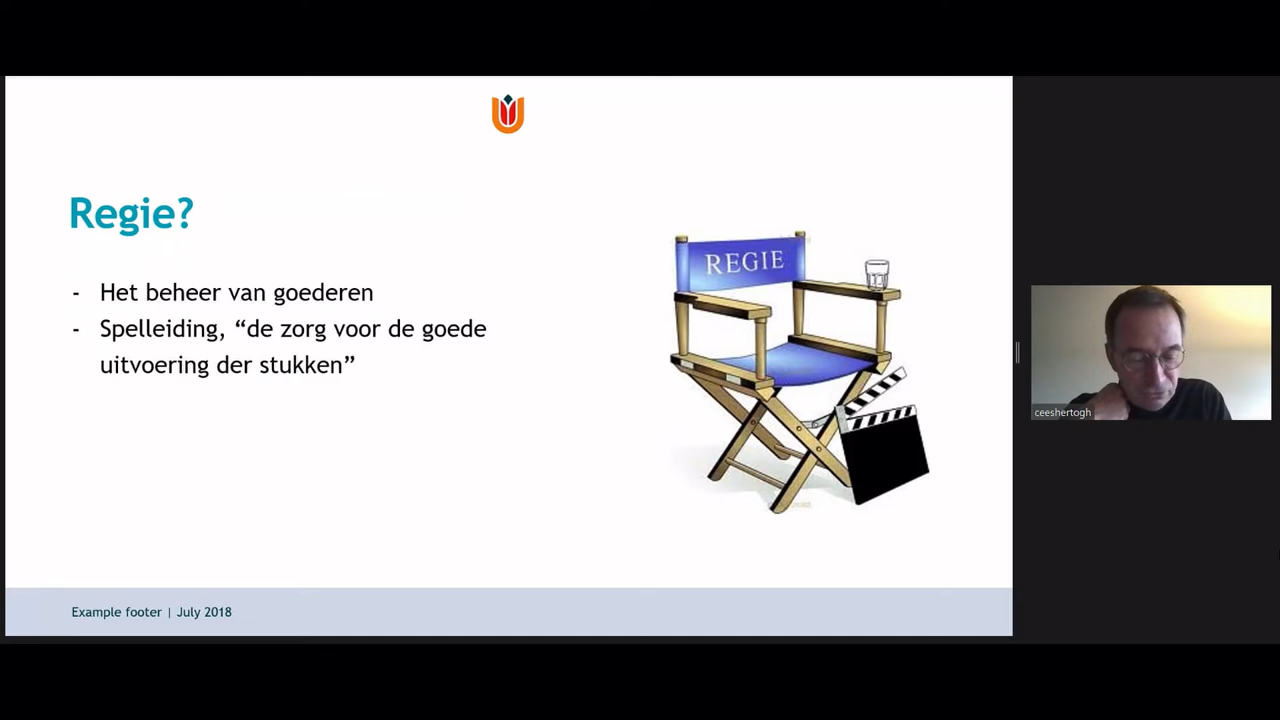 Regie?
- Het beheer van goederen
- Spelleiding, “de zorg voor de goede
uitvoering der stukken”
REGIE
ceeshertogh
Example footer | July 2018